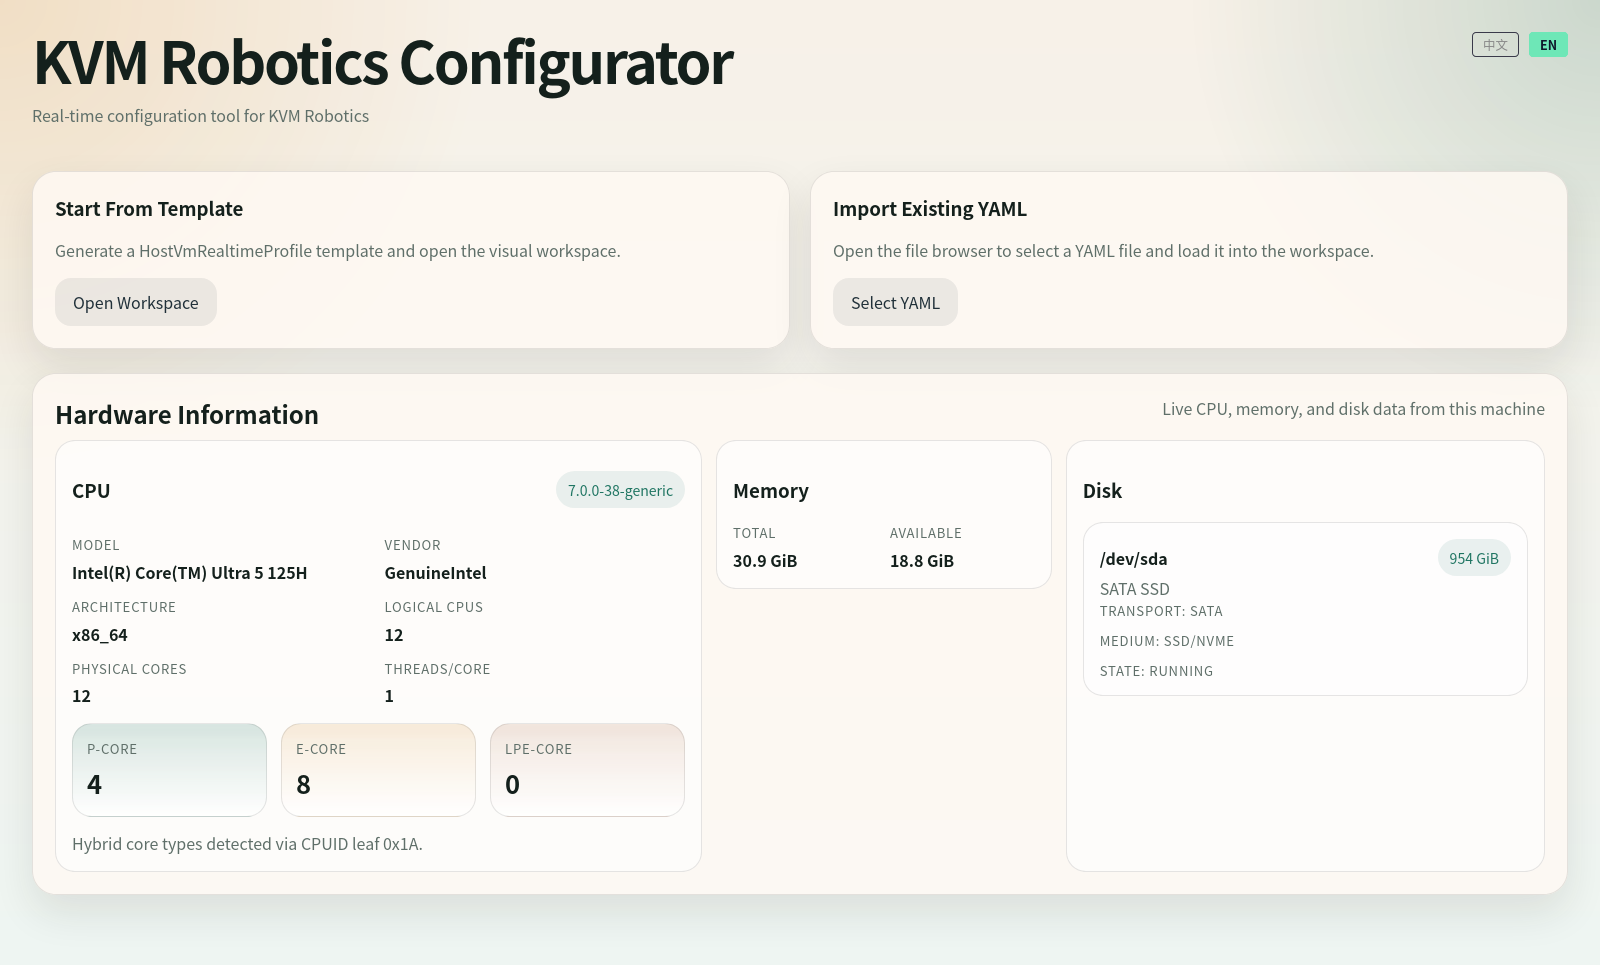 KVM Robotics Configurator
中文
EN
Real-time configuration tool for KVM Robotics
Start From Template
Generate a HostVmRealtimeProfile template and open the visual workspace.
Open Workspace
Import Existing YAML
Open the file browser to select a YAML file and load it into the workspace.
Select YAML
Hardware Information
Live CPU, memory, and disk data from this machine
CPU
7.0.0-38-generic
MODEL
Intel(R) Core(TM) Ultra 5 125H
VENDOR
GenuineIntel
ARCHITECTURE
x86_64
LOGICAL CPUS
12
PHYSICAL CORES
12
THREADS/CORE
1
P-CORE
4
E-CORE
8
LPE-CORE
0
Hybrid core types detected via CPUID leaf 0x1A.
Memory
TOTAL
30.9 GiB
AVAILABLE
18.8 GiB
Disk
/dev/sda
954 GiB
SATA SSD
TRANSPORT: SATA
MEDIUM: SSD/NVME
STATE: RUNNING